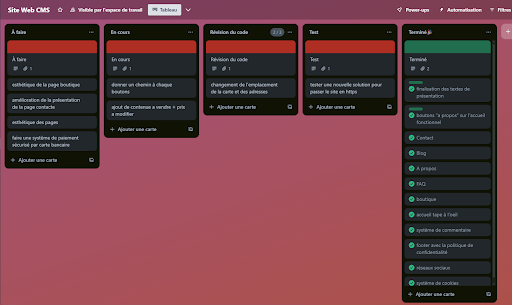 Site Web CMS
Visible par l'espace de travail
Tableau
Power-ups
Automatisation
Filtres
À faire
À faire
1
esthétique de la page boutique
amélioration de la présentation
de la page contacte
esthétique des pages
faire une système de paiement
sécurisé par carte bancaire
Ajouter une carte
En cours
En cours
1
donner un chemin à chaque
boutons
ajout de-contenue a vendre + prix
a modifier
Ajouter une carte
Révision du code
2 / 3
Révision du code
1
changement de l'emplacement
de la carte et des adresses
Ajouter une carte
Test
Test
1
tester une nouvelle solution pour
passer le site en https
Ajouter une carte
Terminé
Terminé
2
finalisation des textes de
présentation
boutons "a propos" sur l'accueil
fonctionnel
Contact
Blog
A propos
FAQ
boutique
accueil tape à l'oeil
système de commentaire
footer avec la politique de
confidentialité
réseaux sociaux
système de cookies
Ajouter une carte